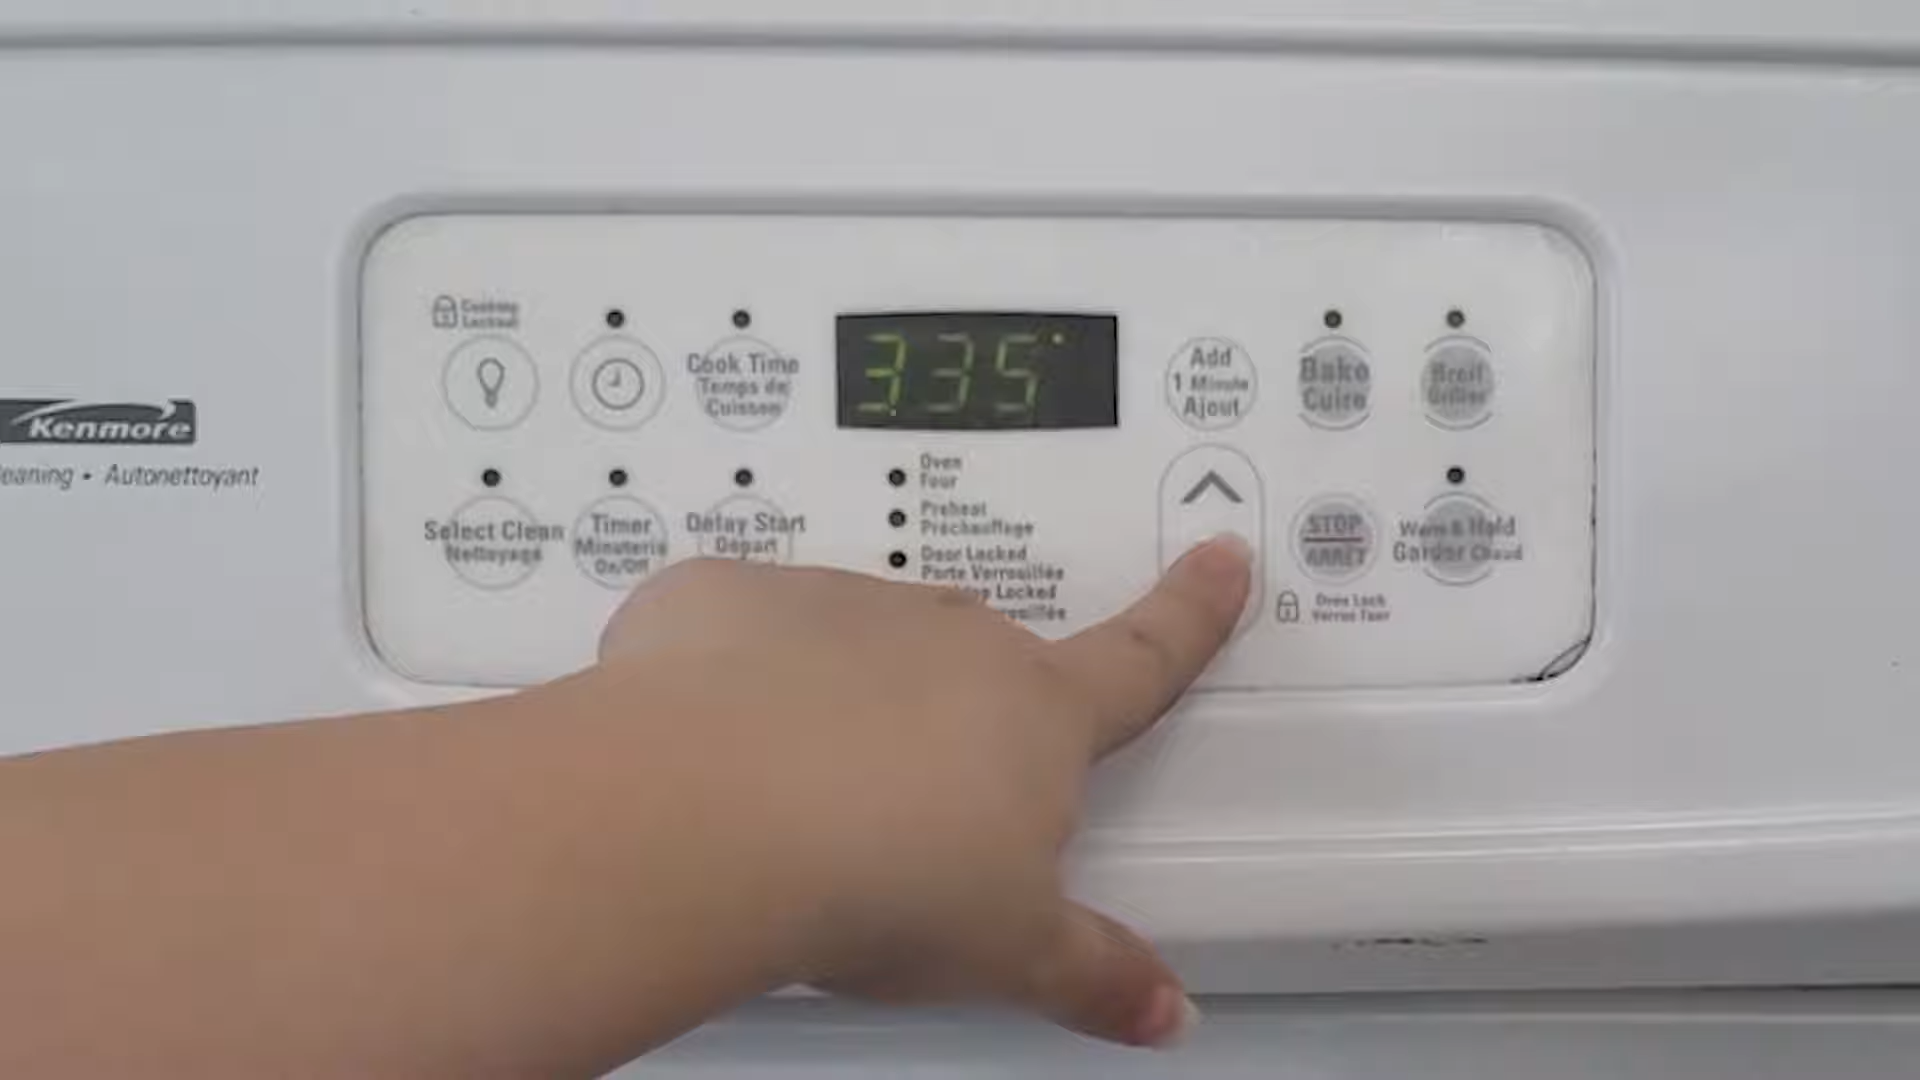 Cooking
Lockout
Cook Time
Temps de
Cuisson
335°
Add
1 Minute
Ajout
Bake
Cuire
Broil
Griller
Kenmore
eaning • Autonettoyant
Select Clean
Nettoyage
Timer
Minuterie
On/Off
Delay Start
Départ
Oven
Four
Preheat
Préchauffage
Door Locked
Porte Verrouillée
Locked
STOP
ARRÊT
Warm & Hold
Garder Chaud
Oven Lock
Verrou Four